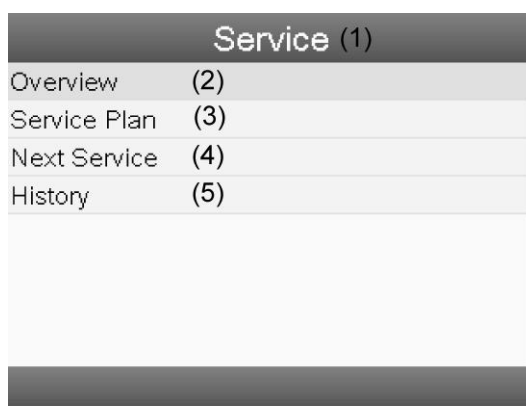 Service (1)
Overview (2)
Service Plan (3)
Next Service (4)
History (5)